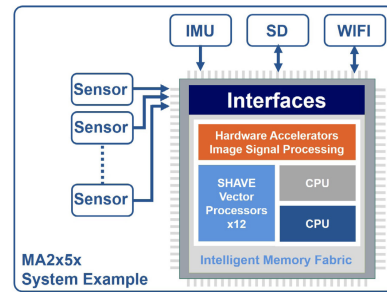 IMU
SD
WIFI
Sensor
Sensor
Sensor
Interfaces
Hardware Accelerators
Image Signal Processing
SHAVE
Vector
Processors
x12
CPU
CPU
Intelligent Memory Fabric
MA2x5x
System Example